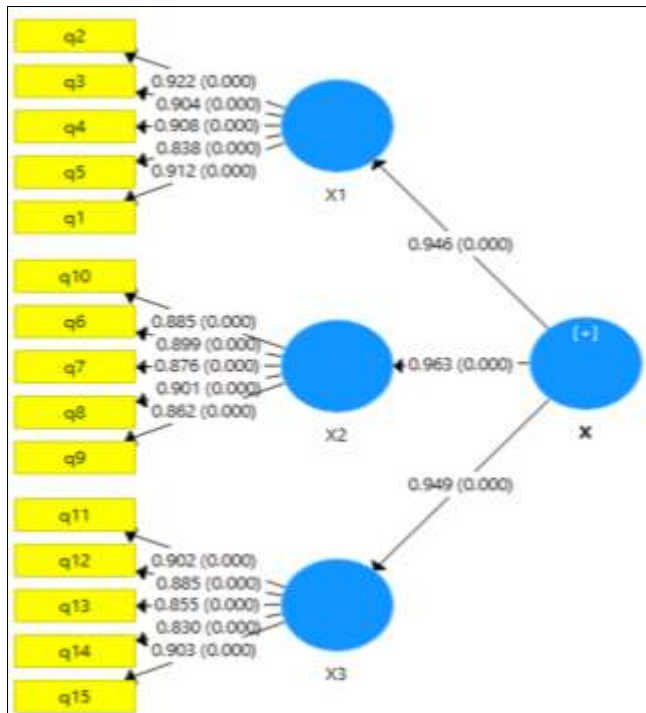 q2
q3
q4
q5
q1
0.922 (0.000)
0.904 (0.000)
0.908 (0.000)
0.838 (0.000)
0.912 (0.000)
X1
0.946 (0.000)
q10
q6
q7
q8
q9
0.885 (0.000)
0.899 (0.000)
0.876 (0.000)
0.901 (0.000)
0.862 (0.000)
X2
0.963 (0.000)
[+]
X
q11
q12
q13
q14
q15
0.902 (0.000)
0.885 (0.000)
0.855 (0.000)
0.830 (0.000)
0.903 (0.000)
X3
0.949 (0.000)